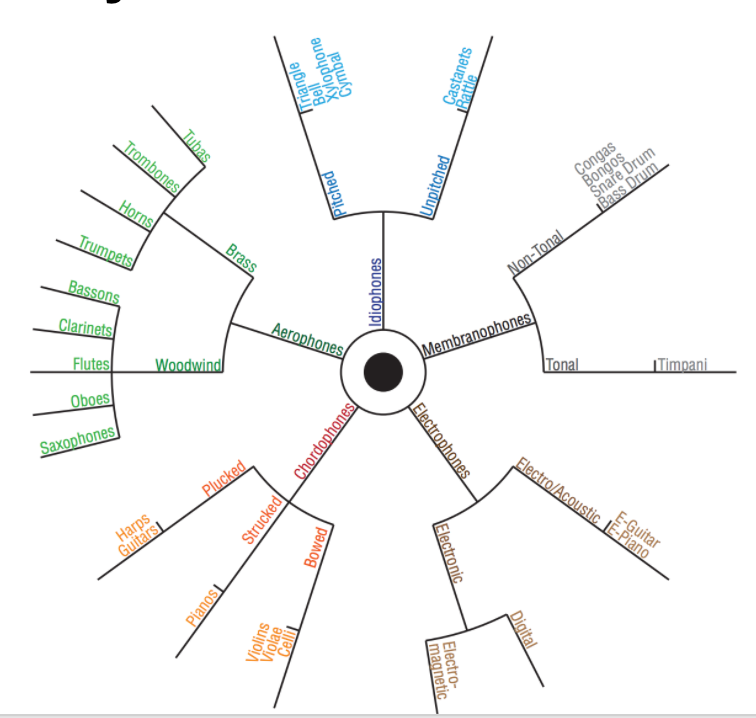 Idiophones
Pitched
Triangle
Bell
Xylophone
Cymbal
Unpitched
Castanets
Rattle
Membranophones
Non-Tonal
Congas
Bongos
Snare Drum
Bass Drum
Tonal
Timpani
Electrophones
Electro/Acoustic
E-Guitar
E-Piano
Electronic
Digital
Electro-
magnetic
Chordophones
Bowed
Violins
Violae
Celli
Strucked
Pianos
Plucked
Harps
Guitars
Aerophones
Woodwind
Saxophones
Oboes
Flutes
Clarinets
Bassons
Brass
Trumpets
Horns
Trombones
Tubas